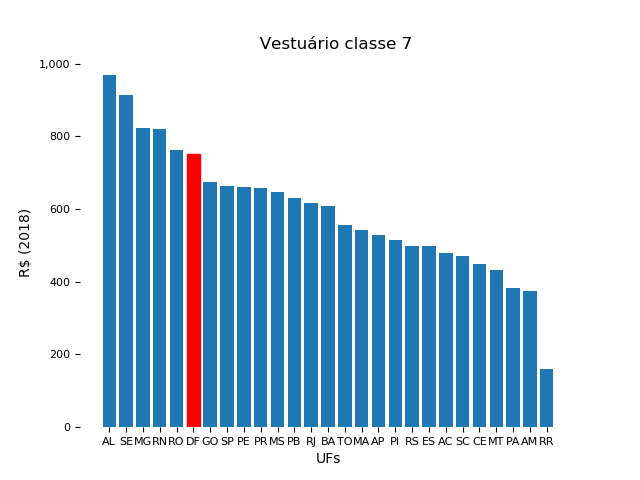 Vestuário classe 7
1,000
800
600
400
200
0
R$ (2018)
AL SE MG RN RO DF GO SP PE PR MS PB RJ BA TO MA AP PI RS ES AC SC CE MT PA AM RR
UFs